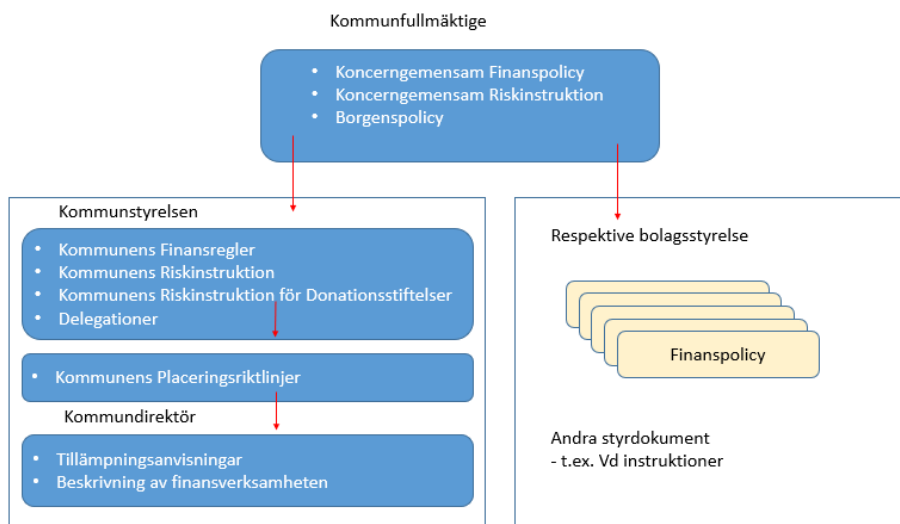 Kommunfullmäktige
• Koncerngemensam Finanspolicy
• Koncerngemensam Riskinstruktion
• Borgenspolicy
Kommunstyrelsen
• Kommunens Finansregler
• Kommunens Riskinstruktion
• Kommunens Riskinstruktion för Donationsstiftelser
• Delegationer
• Kommunens Placeringsriktlinjer
Kommundirektör
• Tillämpningsanvisningar
• Beskrivning av finansverksamheten
Respektive bolagsstyrelse
Finanspolicy
Andra styrdokument
- t.ex. Vd instruktioner